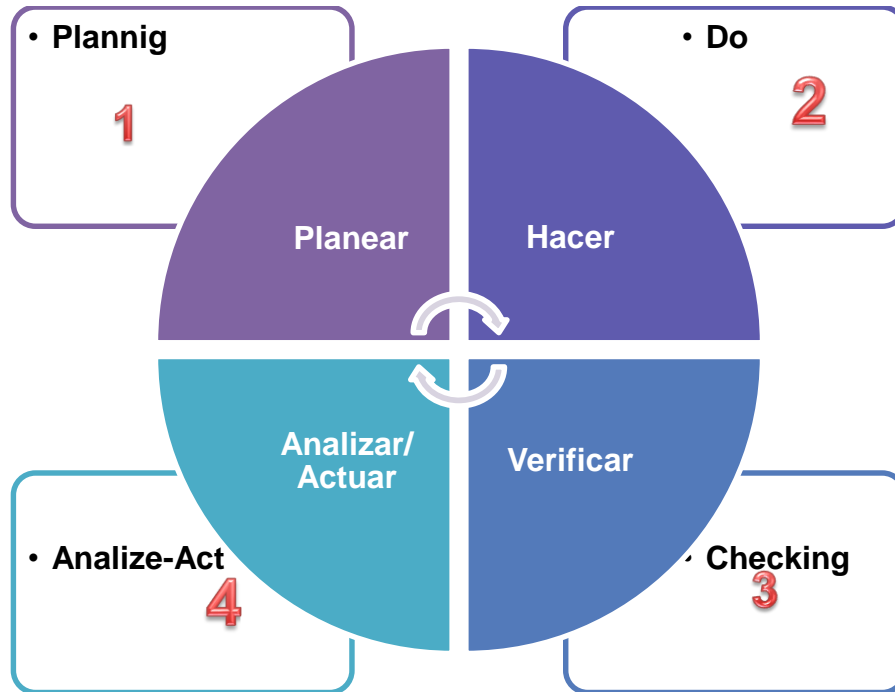 • Plannig
1
• Do
2
Planear
Hacer
Analizar/
Actuar
Verificar
• Analize-Act
4
• Checking
3